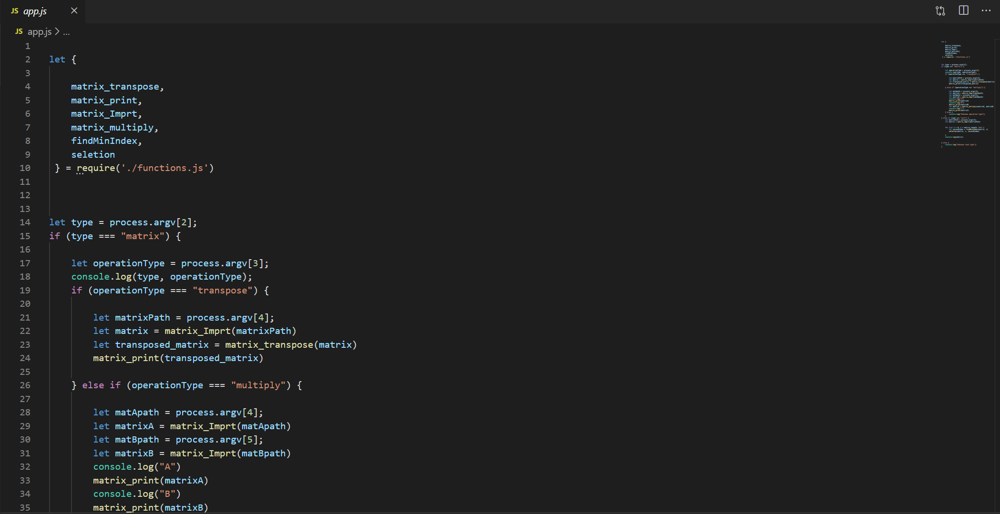 JS app.js
JS app.js > ...
1
2 let {
3
4 matrix_transpose,
5 matrix_print,
6 matrix_Imprt,
7 matrix_multiply,
8 findMinIndex,
9 seletion
10 } = require('./functions.js')
11
12
13
14 let type = process.argv[2];
15 if (type === "matrix") {
16
17 let operationType = process.argv[3];
18 console.log(type, operationType);
19 if (operationType === "transpose") {
20
21 let matrixPath = process.argv[4];
22 let matrix = matrix_Imprt(matrixPath)
23 let transposed_matrix = matrix_transpose(matrix)
24 matrix_print(transposed_matrix)
25
26 } else if (operationType === "multiply") {
27
28 let matApath = process.argv[4];
29 let matrixA = matrix_Imprt(matApath)
30 let matBpath = process.argv[5];
31 let matrixB = matrix_Imprt(matBpath)
32 console.log("A")
33 matrix_print(matrixA)
34 console.log("B")
35 matrix_print(matrixB)